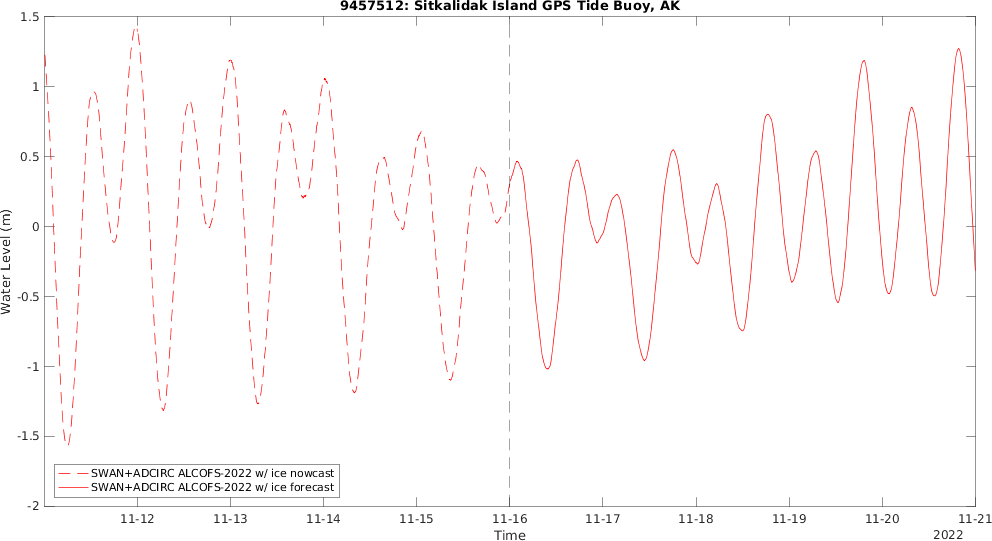 9457512: Sitkalidak Island GPS Tide Buoy, AK
1.5
1
0.5
0
-0.5
-1
-1.5
-2
Water Level (m)
SWAN+ADCIRC ALCOFS-2022 w/ ice nowcast
SWAN+ADCIRC ALCOFS-2022 w/ ice forecast
11-12 11-13 11-14 11-15 11-16 11-17 11-18 11-19 11-20 11-21
Time
2022